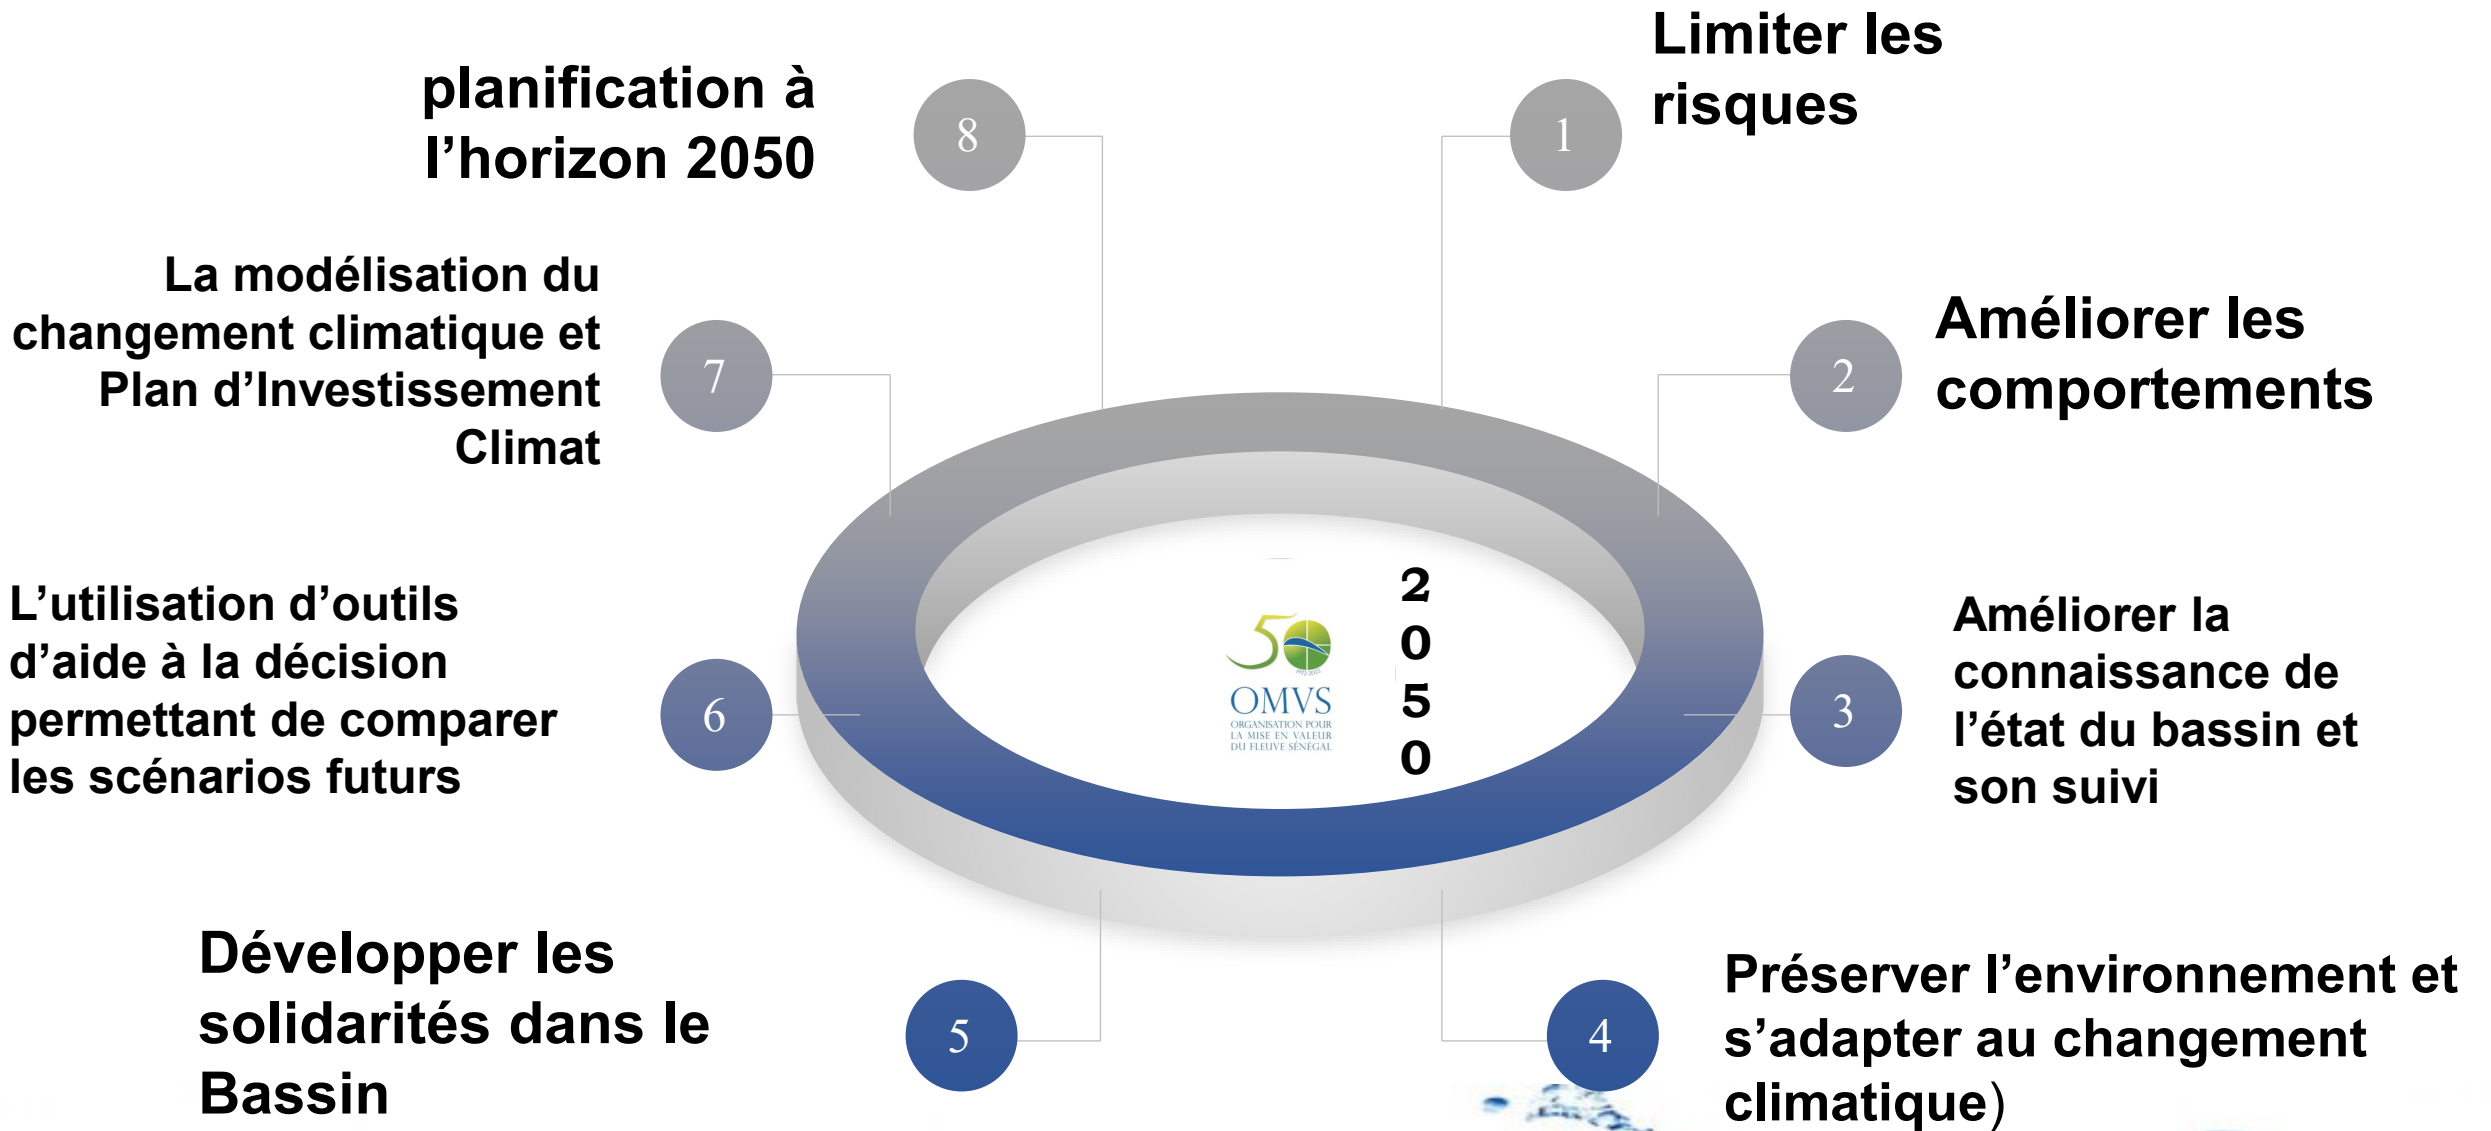 Limiter les
risques
1
Améliorer les
comportements
2
Améliorer la
connaissance de
l’état du bassin et
son suivi
3
Préserver l’environnement et
s’adapter au changement
climatique)
4
Développer les
solidarités dans le
Bassin
5
L’utilisation d’outils
d’aide à la décision
permettant de comparer
les scénarios futurs
6
La modélisation du
changement climatique et
Plan d’Investissement
Climat
7
planification à
l’horizon 2050
8
50
1972-2022
OMVS
ORGANISATION POUR
LA MISE EN VALEUR
DU FLEUVE SÉNÉGAL
2
0
5
0